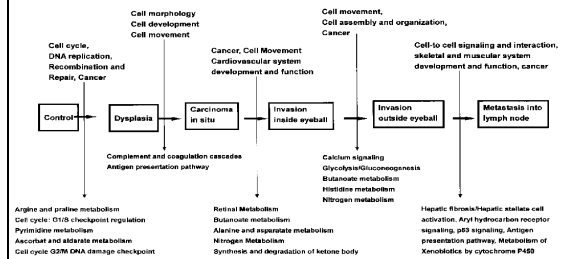 Cell morphology
Cell development
Cell movement
Cell movement,
Cell assembly and organization,
Cancer
Cell cycle,
DNA replication,
Recombination and
Repair, Cancer
Cancer, Cell Movement
Cardiovascular system
development and function
Cell-to cell signaling and interaction,
skeletal and muscular system
development and function, cancer
Control
Dysplasia
Carcinoma
in situ
Invasion
inside eyeball
Invasion
outside eyeball
Metastasis into
lymph node
Complement and coagulation cascades
Antigen presentation pathway
Calcium signaling
Glycolysis/Gluconeogenesis
Butanoate metabolism
Histidine metabolism
Nitrogen metabolism
Argine and praline metabolism
Cell cycle: G1/S checkpoint regulation
Pyrimidine metabolism
Ascorbat and aldarate metabolism
Cell cycle G2/M DNA damage checkpoint
Retinal Metabolism
Butanoate metabolism
Alanine and asparatate metabolism
Nitrogen Metabolism
Synthesis and degradation of ketone body
Hepatic fibrosis/Hepatic stellate cell
activation, Aryl hydrocarbon receptor
signaling, p53 signaling, Antigen
presentation pathway, Metabolism of
Xenobiotics by cytochrome P450